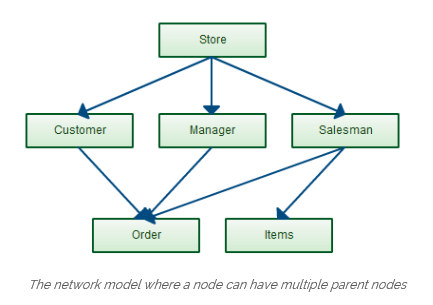 Store
Customer Manager Salesman
Order Items
The network model where a node can have multiple parent nodes